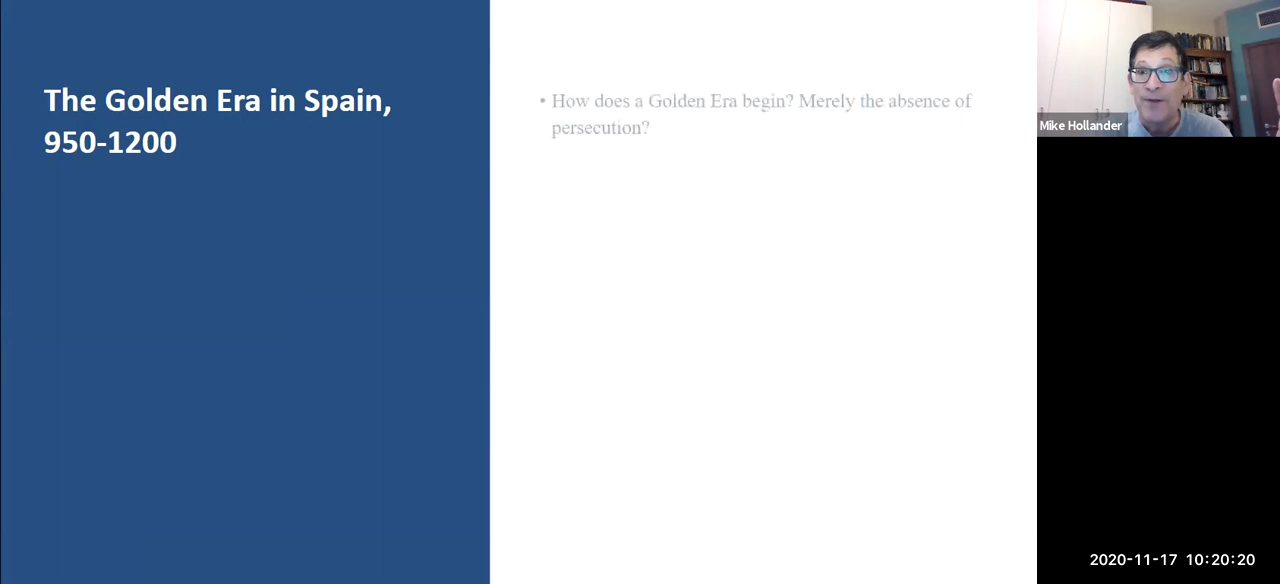 The Golden Era in Spain,
950-1200
• How does a Golden Era begin? Merely the absence of
persecution?
Mike Hollander
2020-11-17 10:20:20